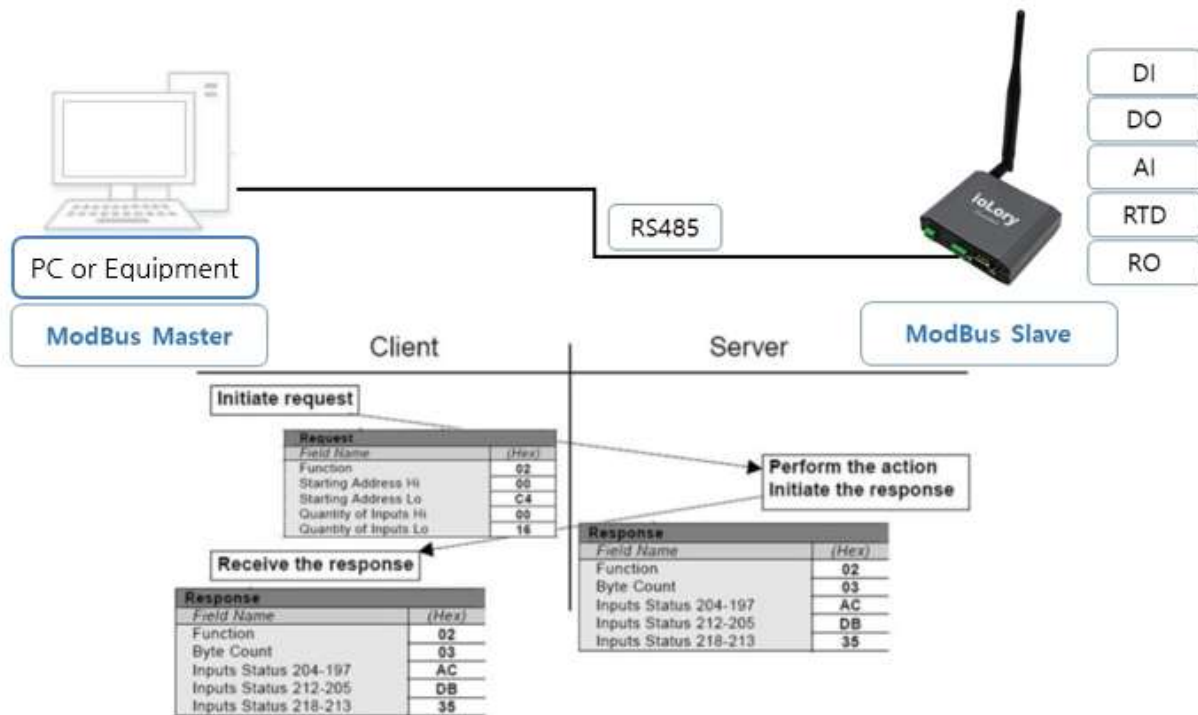 DI
DO
AI
RTD
RO
ioLory
RS485
PC or Equipment
ModBus Master
ModBus Slave
Client
Server
Initiate request
Request
Field Name (Hex)
Function 02
Starting Address Hi 00
Starting Address Lo C4
Quantity of Inputs Hi 00
Quantity of Inputs Lo 16
Perform the action
Initiate the response
Receive the response
Response
Field Name (Hex)
Function 02
Byte Count 03
Inputs Status 204-197 AC
Inputs Status 212-205 DB
Inputs Status 218-213 35
Response
Field Name (Hex)
Function 02
Byte Count 03
Inputs Status 204-197 AC
Inputs Status 212-205 DB
Inputs Status 218-213 35